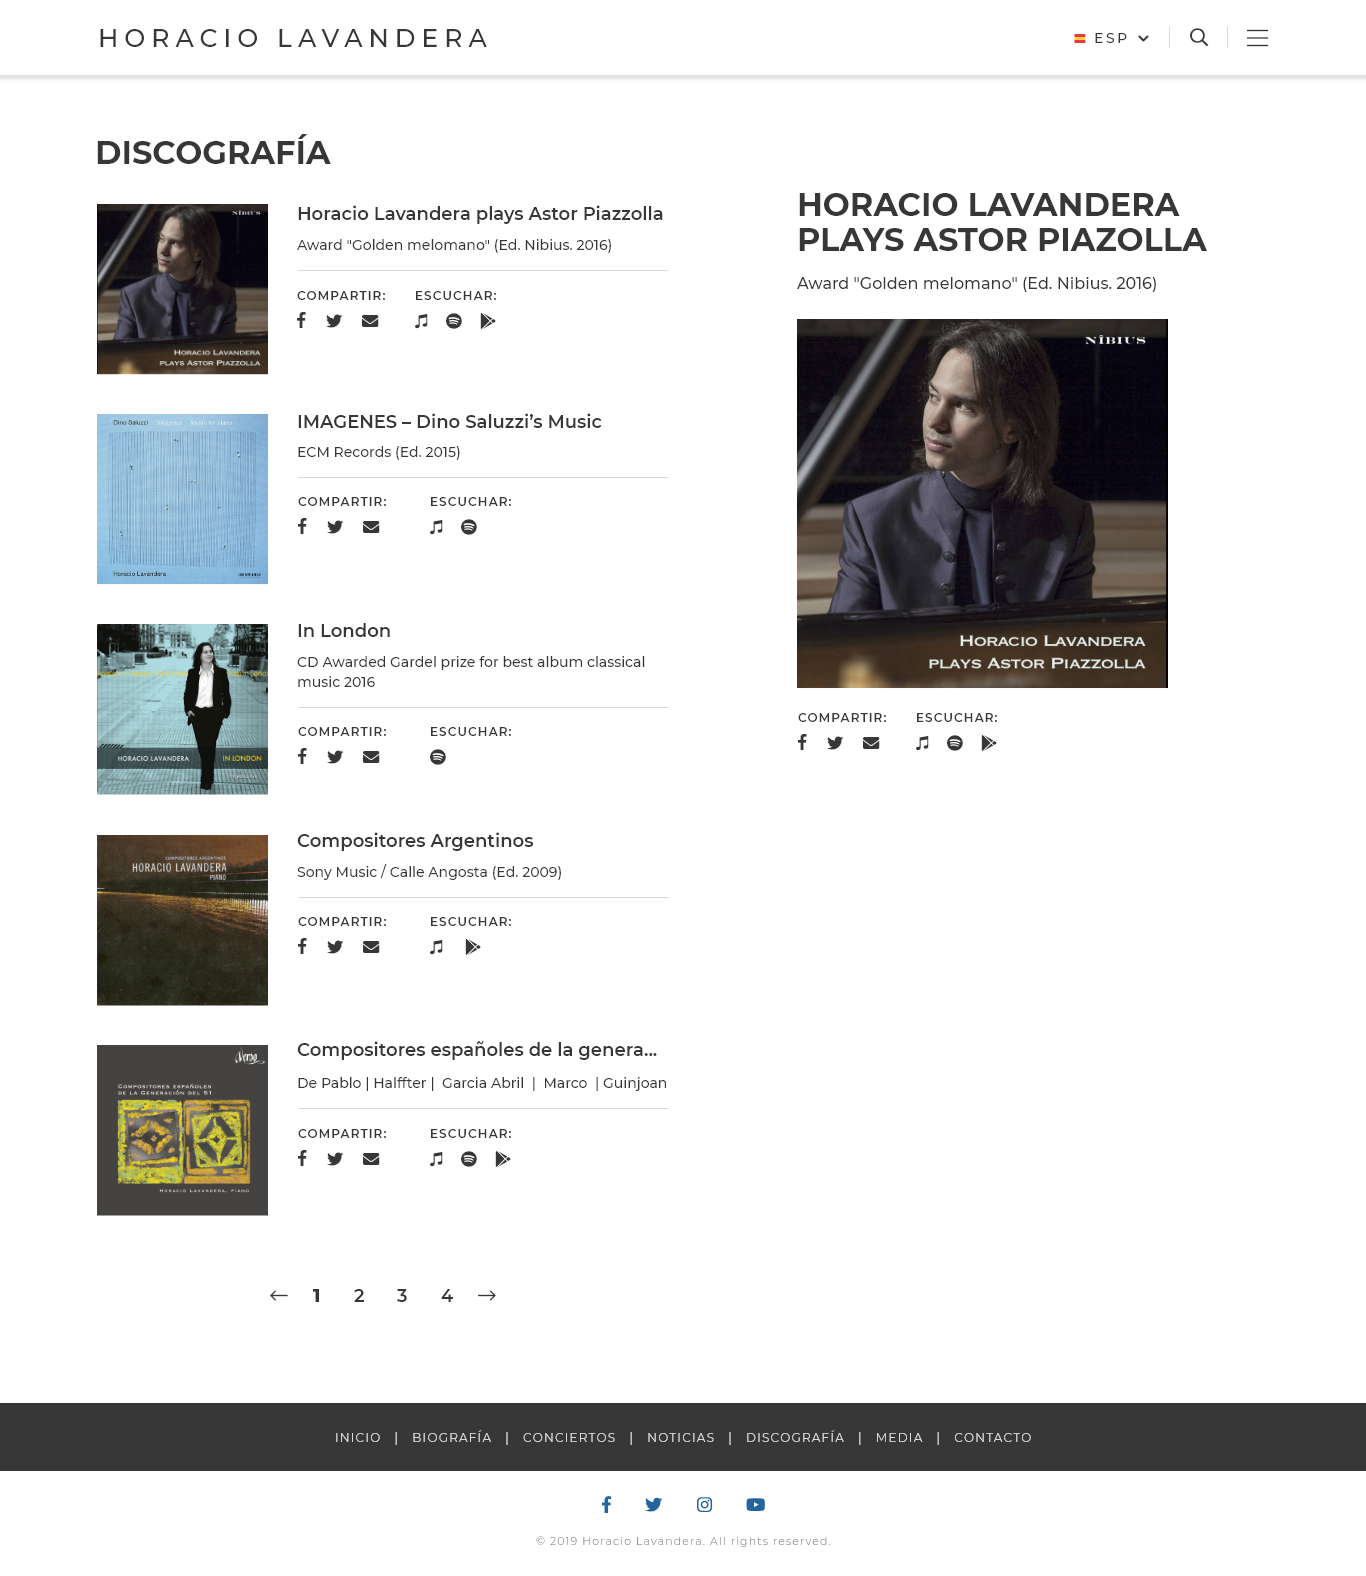 HORACIO LAVANDERA
ESP
DISCOGRAFÍA
NIBIUS
HORACIO LAVANDERA
PLAYS ASTOR PIAZZOLLA
Horacio Lavandera plays Astor Piazzolla
Award "Golden melomano" (Ed. Nibius. 2016)
COMPARTIR: ESCUCHAR:
Dino Saluzzi Imágenes Music for piano
Horacio Lavandera
IMAGENES – Dino Saluzzi’s Music
ECM Records (Ed. 2015)
COMPARTIR: ESCUCHAR:
HORACIO LAVANDERA IN LONDON
In London
CD Awarded Gardel prize for best album classical
music 2016
COMPARTIR: ESCUCHAR:
COMPOSITORES ARGENTINOS
HORACIO LAVANDERA
PIANO
Compositores Argentinos
Sony Music / Calle Angosta (Ed. 2009)
COMPARTIR: ESCUCHAR:
Verso
COMPOSITORES ESPAÑOLES
DE LA GENERACIÓN DEL 51
HORACIO LAVANDERA, PIANO
Compositores españoles de la genera...
De Pablo | Halffter | Garcia Abril | Marco | Guinjoan
COMPARTIR: ESCUCHAR:
1 2 3 4
HORACIO LAVANDERA
PLAYS ASTOR PIAZOLLA
Award "Golden melomano" (Ed. Nibius. 2016)
NIBIUS
HORACIO LAVANDERA
PLAYS ASTOR PIAZZOLLA
COMPARTIR: ESCUCHAR:
INICIO | BIOGRAFÍA | CONCIERTOS | NOTICIAS | DISCOGRAFÍA | MEDIA | CONTACTO
© 2019 Horacio Lavandera. All rights reserved.